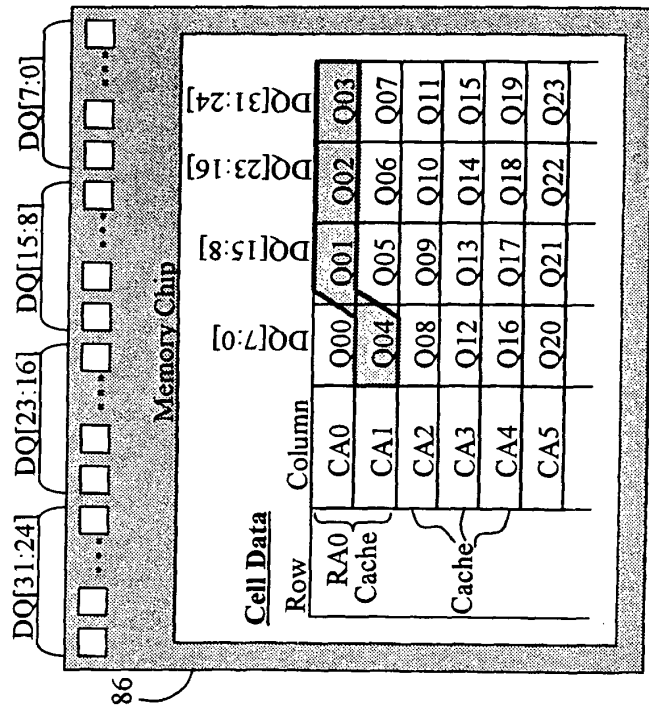 DQ[31:24] DQ[23:16] DQ[15:8] DQ[7:0]
86
Memory Chip
Cell Data
Row Column DQ[7:0] DQ[15:8] DQ[23:16] DQ[31:24]
RA0 CA0 Q00 Q01 Q02 Q03
Cache CA1 Q04 Q05 Q06 Q07
CA2 Q08 Q09 Q10 Q11
Cache CA3 Q12 Q13 Q14 Q15
CA4 Q16 Q17 Q18 Q19
CA5 Q20 Q21 Q22 Q23